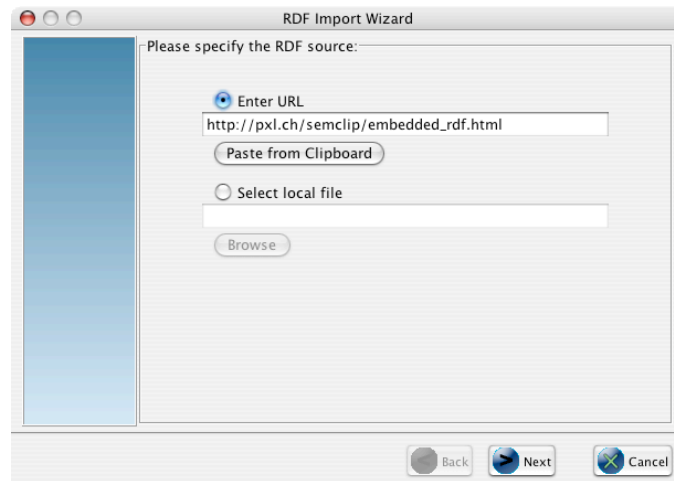 RDF Import Wizard
Please specify the RDF source:
Enter URL
http://pxl.ch/semclip/embedded_rdf.html
Paste from Clipboard
Select local file
Browse
Back Next Cancel